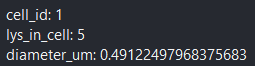 cell_id: 1
lys_in_cell: 5
diameter_um: 0.49122497968375683